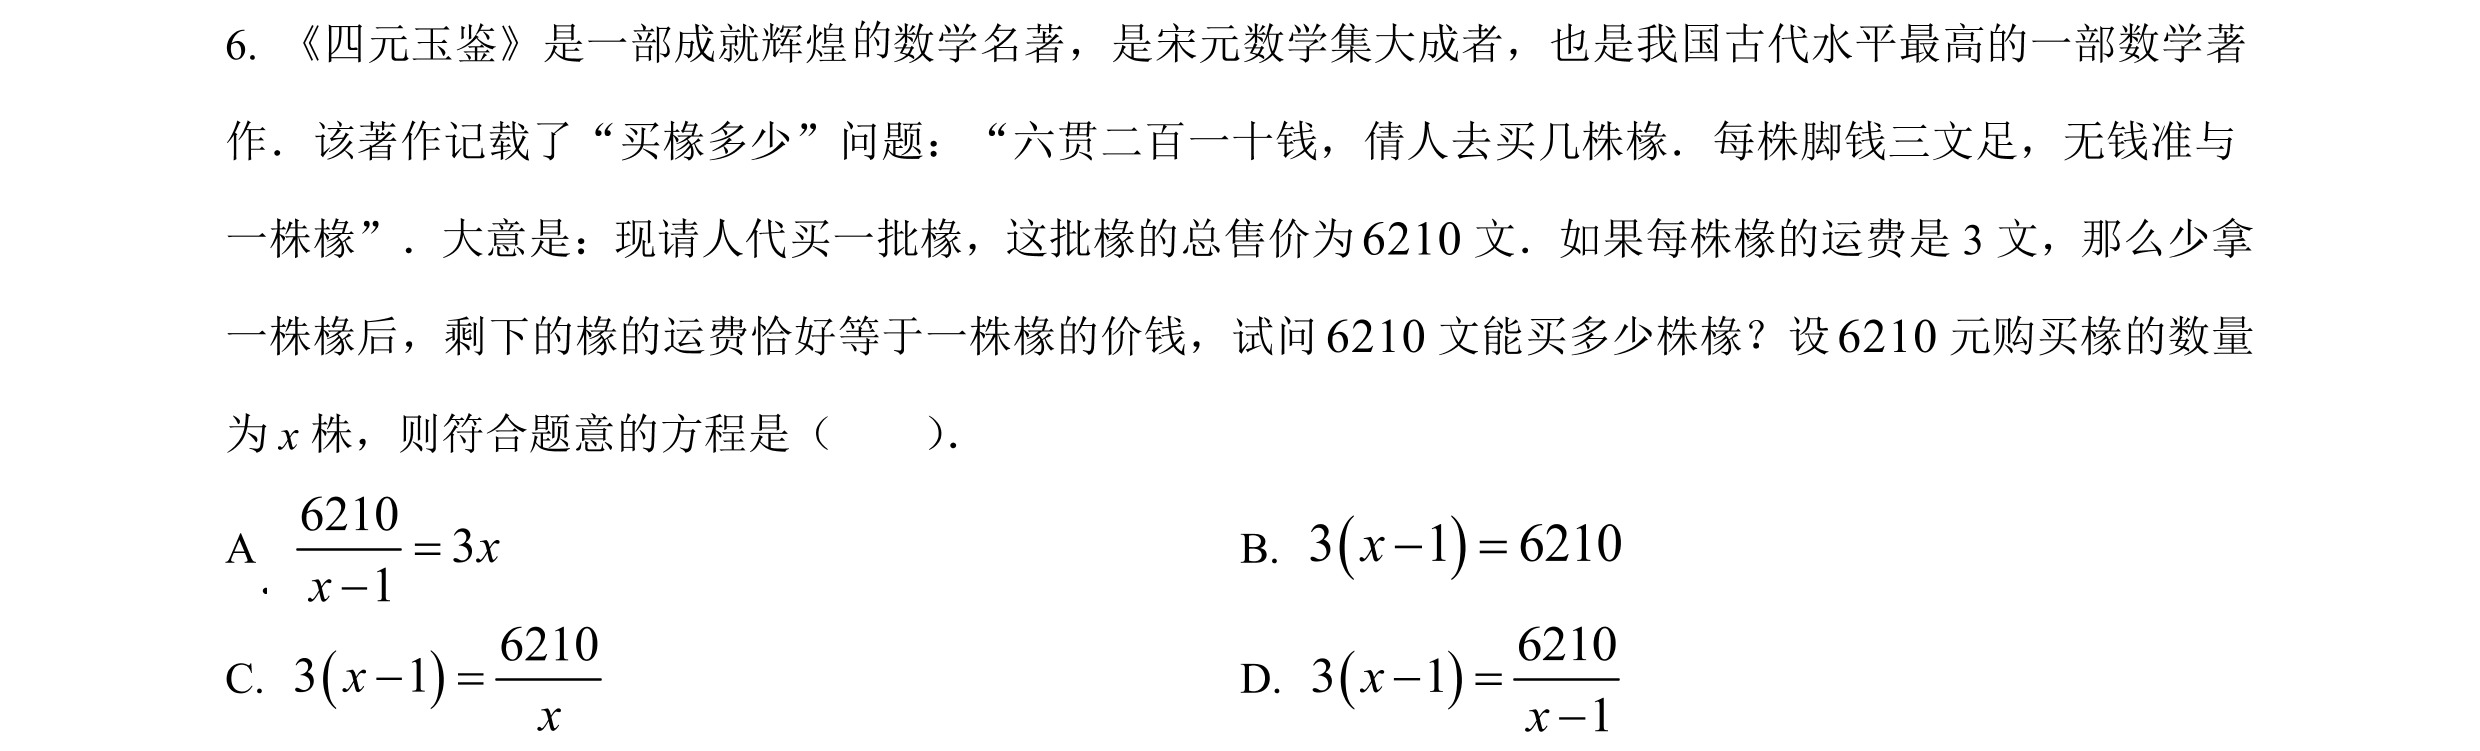 6. 《四元玉鉴》是一部成就辉煌的数学名著，是宋元数学集大成者，也是我国古代水平最高的一部数学著
作．该著作记载了“买椽多少”问题：“六贯二百一十钱，倩人去买几株椽．每株脚钱三文足，无钱准与
一株椽”．大意是：现请人代买一批椽，这批椽的总售价为6210 文．如果每株椽的运费是 3 文，那么少拿
一株椽后，剩下的椽的运费恰好等于一株椽的价钱，试问 6210 文能买多少株椽？设 6210 元购买椽的数量
为 x 株，则符合题意的方程是（　　）.
A. \frac{6210}{x-1}=3x　B. 3(x-1)=6210
C. 3(x-1)=\frac{6210}{x}　D. 3(x-1)=\frac{6210}{x-1}